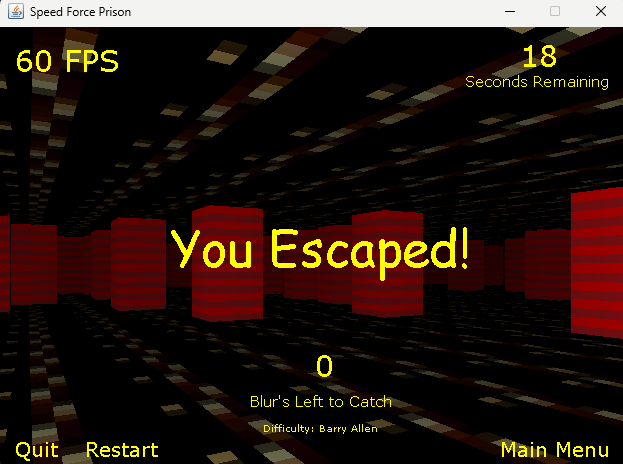 Speed Force Prison
60 FPS
18
Seconds Remaining
You Escaped!
0
Blur's Left to Catch
Difficulty: Barry Allen
Quit Restart Main Menu